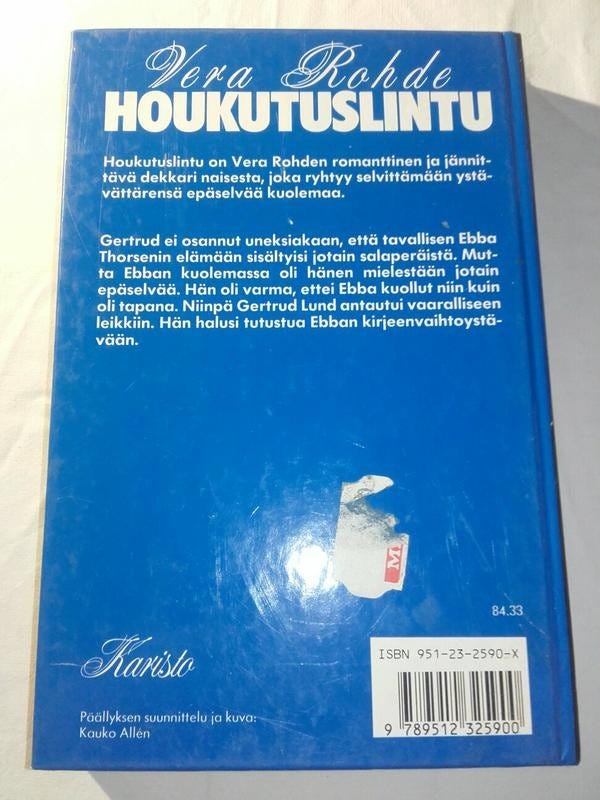 Vera Rohde
HOUKUTUSLINTU
Houkutuslintu on Vera Rohden romanttinen ja jännit-
tävä dekkari naisesta, joka ryhtyy selvittämään ystä-
vättärensä epäselvää kuolemaa.
Gertrud ei osannut uneksiakaan, että tavallisen Ebba
Thorsenin elämään sisältyisi jotain salaperäistä. Mut-
ta Ebban kuolemassa oli hänen mielestään jotain
epäselvää. Hän oli varma, ettei Ebba kuollut niin kuin
oli tapana. Niinpä Gertrud Lund antautui vaaralliseen
leikkiin. Hän halusi tutustua Ebban kirjeenvaihtoystä-
vään.
M
84.33
Karisto
ISBN 951-23-2590-X
Päällyksen suunnittelu ja kuva:
Kauko Allén
9 789512 325900